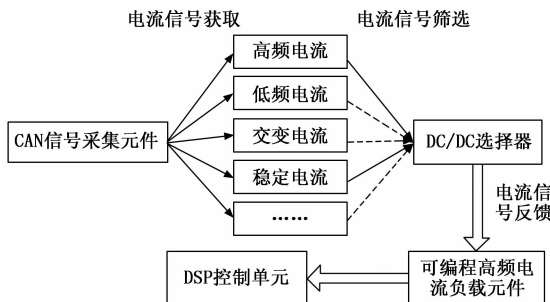 电流信号获取
电流信号筛选
高频电流
低频电流
CAN信号采集元件
交变电流
DC/DC选择器
稳定电流
……
电流信
号反馈
DSP控制单元
可编程高频电
流负载元件